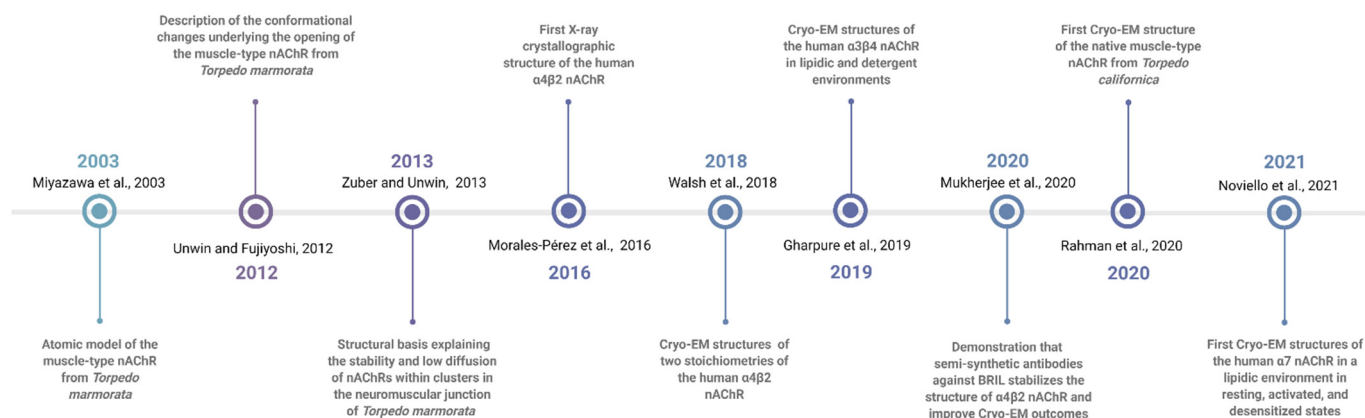 Description of the conformational
changes underlying the opening of
the muscle-type nAChR from
Torpedo marmorata
First X-ray
crystallographic
structure of the human
α4β2 nAChR
Cryo-EM structures of
the human α3β4 nAChR
in lipidic and detergent
environments
First Cryo-EM structure
of the native muscle-type
nAChR from Torpedo
californica
2003
Miyazawa et al., 2003
2013
Zuber and Unwin, 2013
2018
Walsh et al., 2018
2020
Mukherjee et al., 2020
2021
Noviello et al., 2021
Unwin and Fujiyoshi, 2012
2012
Morales-Pérez et al., 2016
2016
Gharpure et al., 2019
2019
Rahman et al., 2020
2020
Atomic model of the
muscle-type nAChR
from Torpedo
marmorata
Structural basis explaining
the stability and low diffusion
of nAChRs within clusters in
the neuromuscular junction
of Torpedo marmorata
Cryo-EM structures of
two stoichiometries of
the human α4β2
nAChR
Demonstration that
semi-synthetic antibodies
against BRIL stabilizes the
structure of α4β2 nAChR and
improve Cryo-EM outcomes
First Cryo-EM structures of
the human α7 nAChR in a
lipidic environment in
resting, activated, and
desensitized states